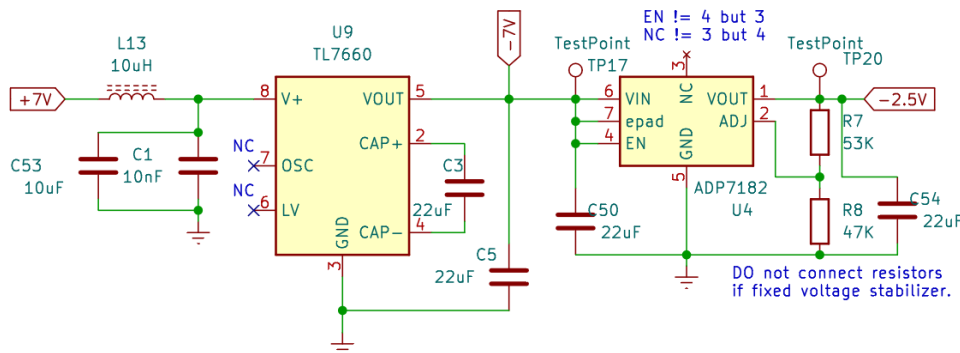 EN != 4 but 3
NC != 3 but 4
U9
TL7660
L13
10uH
+7V
-7V
TestPoint
TP17
TestPoint
TP20
8
V+
VOUT
5
CAP+
2
NC
7
OSC
NC
6
LV
GND
3
CAP-
4
C53
10uF
C1
10nF
C3
22uF
C5
22uF
C50
22uF
6
VIN
7
epad
4
EN
3
NC
GND
5
VOUT
1
ADJ
2
ADP7182
U4
-2.5V
R7
53K
R8
47K
C54
22uF
DO not connect resistors
if fixed voltage stabilizer.